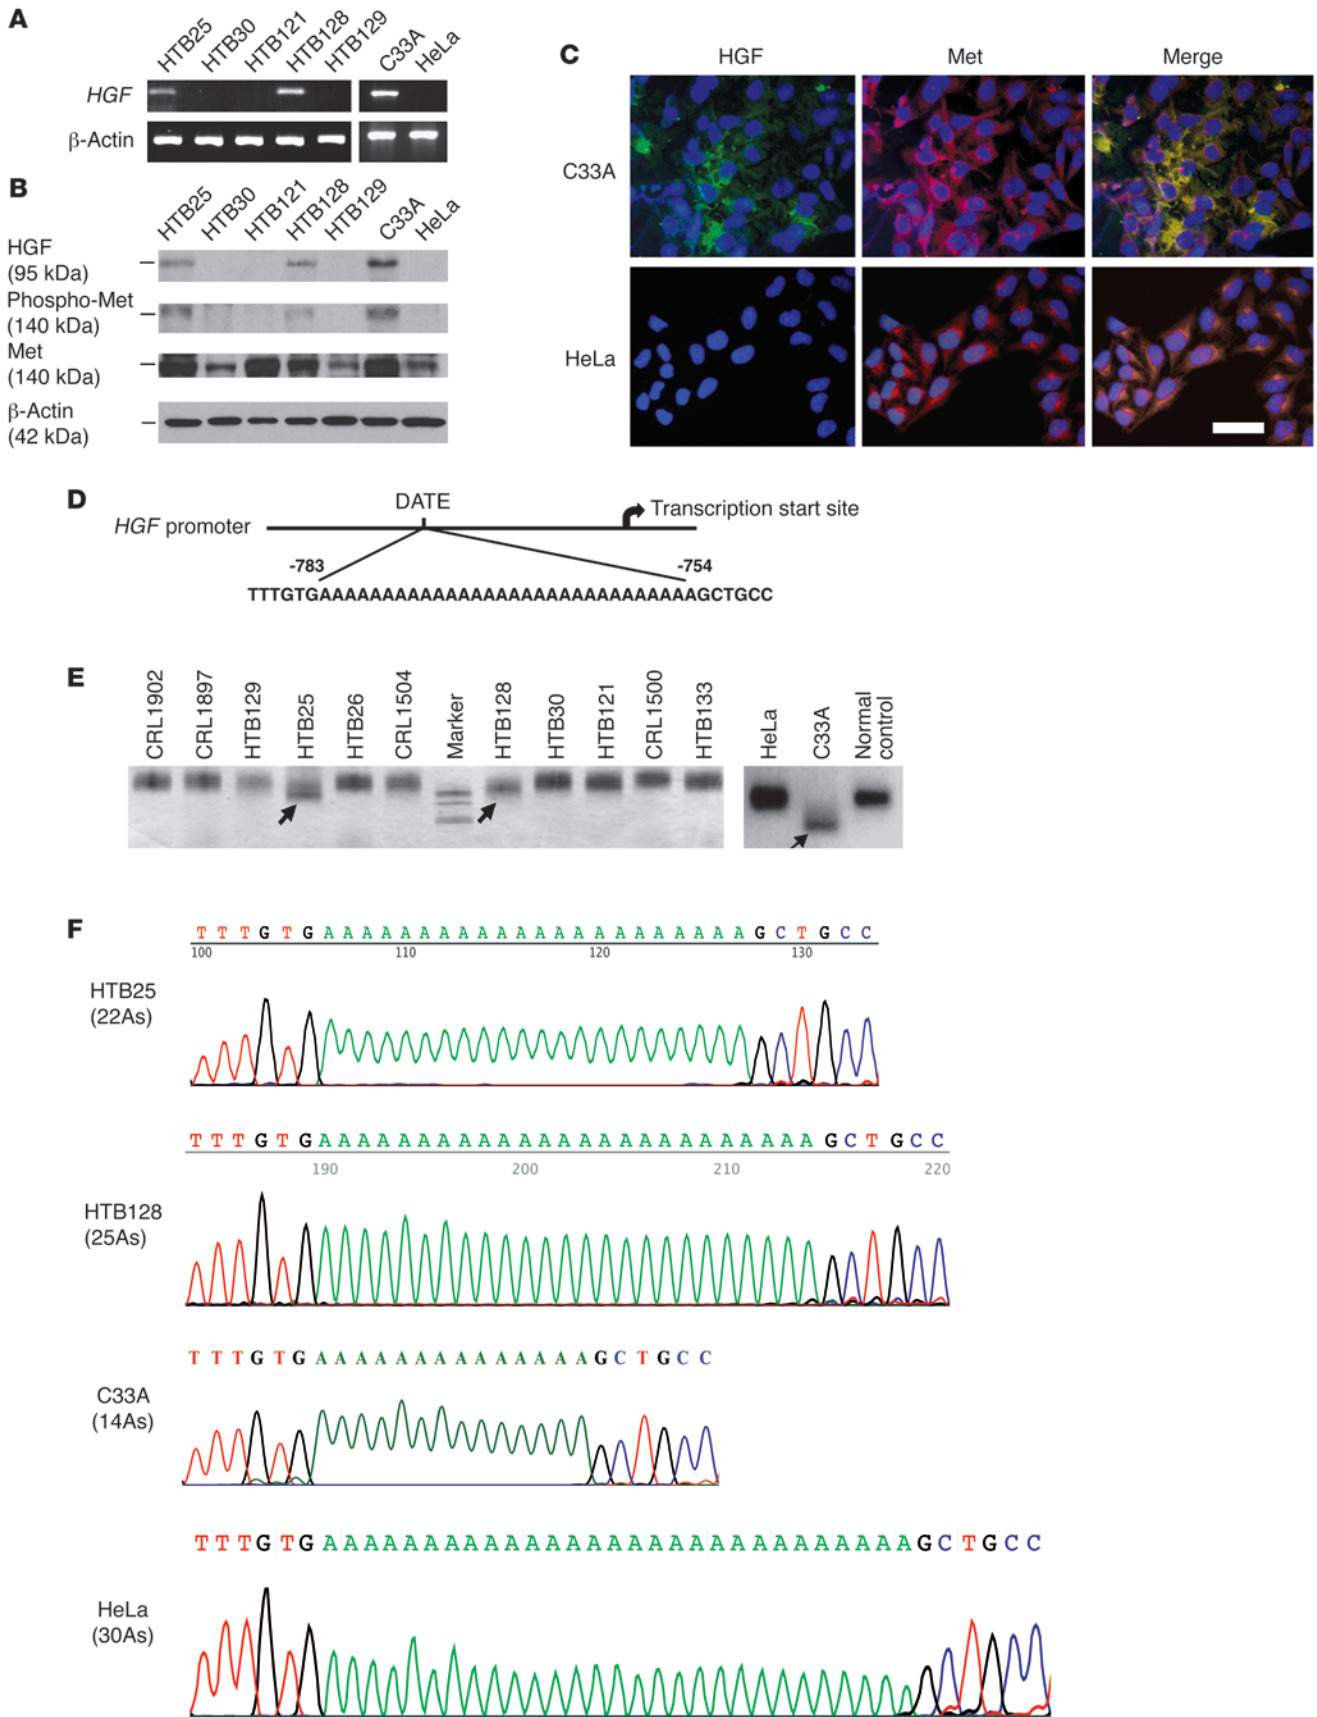 A
HTB25 HTB30 HTB121 HTB128 HTB129 C33A HeLa
HGF
β-Actin
B
HTB25 HTB30 HTB121 HTB128 HTB129 C33A HeLa
HGF
(95 kDa)
Phospho-Met
(140 kDa)
Met
(140 kDa)
β-Actin
(42 kDa)
C
HGF Met Merge
C33A
HeLa
D
DATE
Transcription start site
HGF promoter
-783 -754
TTTGTGAAAAAAAAAAAAAAAAAAAAAAAAAAAAAAGCTGCC
E
CRL1902 CRL1897 HTB129 HTB25 HTB26 CRL1504 Marker HTB128 HTB30 HTB121 CRL1500 HTB133 HeLa C33A Normal control
F
TTTGTGAAAAAAAAAAAAAAAAAAAAAAGCTGCC
100 110 120 130
HTB25
(22As)
TTTGTGAAAAAAAAAAAAAAAAAAAAAAAAAGCTGCC
190 200 210 220
HTB128
(25As)
TTTGTGAAAAAAAAAAAAAAGCTGCC
C33A
(14As)
TTTGTGAAAAAAAAAAAAAAAAAAAAAAAAAAAAAAGCTGCC
HeLa
(30As)